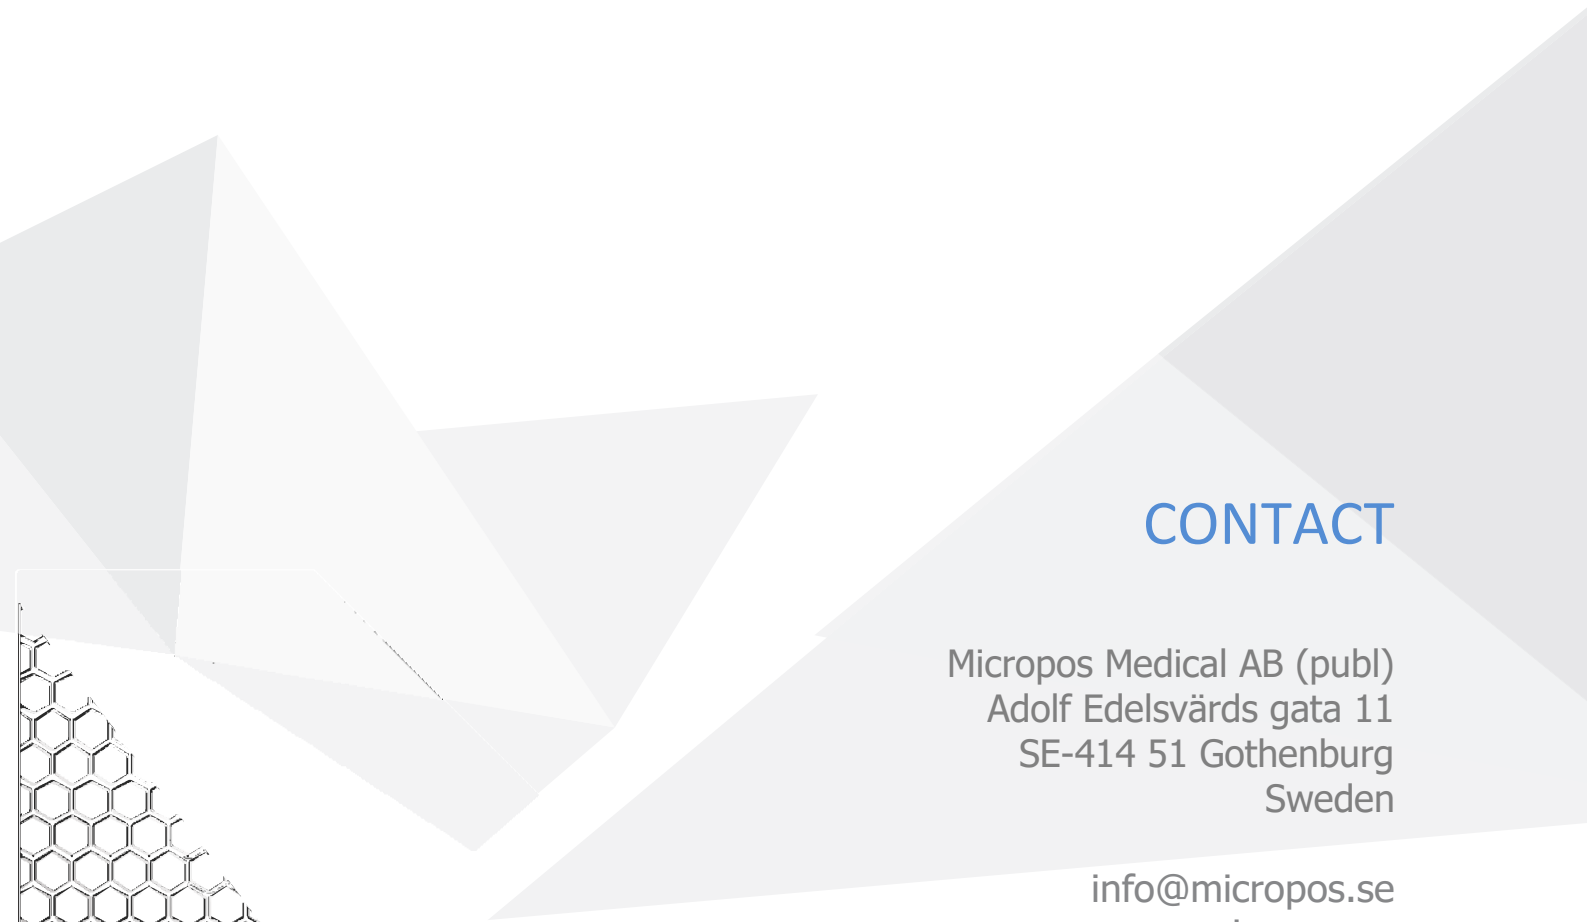 CONTACT
Micropos Medical AB (publ)
Adolf Edelsvärds gata 11
SE-414 51 Gothenburg
Sweden
info@micropos.se